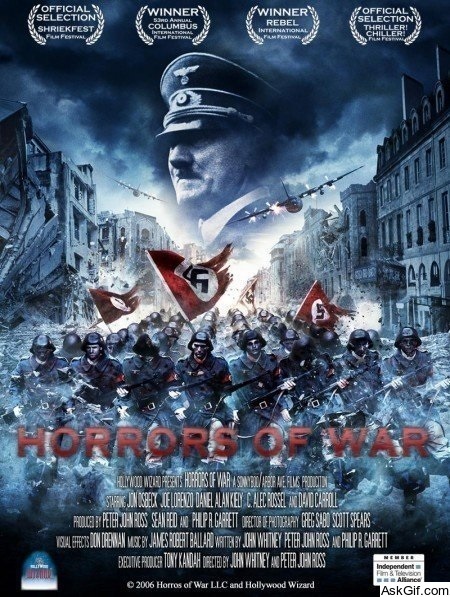 OFFICIAL SELECTION
SHRIEKFEST
FILM FESTIVAL
WINNER
53RD ANNUAL
COLUMBUS
INTERNATIONAL
FILM FESTIVAL
WINNER
REBEL
INTERNATIONAL
FILM FESTIVAL
OFFICIAL SELECTION
THRILLER!
CHILLER!
FILM FESTIVAL
HORRORS OF WAR
HOLLYWOOD WIZARD PRESENTS HORRORS OF WAR A SONNYBOO/ARBOR AVE. FILMS PRODUCTION
STARRING JON OSBECK JOE LORENZO DANIEL ALAN KIELY C. ALEC ROSSEL AND DAVID CARROLL
PRODUCED BY PETER JOHN ROSS SEAN REID AND PHILIP R. GARRETT DIRECTOR OF PHOTOGRAPHY GREG SABO SCOTT SPEARS
VISUAL EFFECTS DON DRENNAN MUSIC BY JAMES ROBERT BALLARD WRITTEN BY JOHN WHITNEY PETER JOHN ROSS AND PHILIP R. GARRETT
EXECUTIVE PRODUCER TONY KANDAH DIRECTED BY JOHN WHITNEY AND PETER JOHN ROSS
© 2006 Horros of War LLC and Hollywood Wizard
HOLLYWOOD
WIZARD
MEMBER
Independent
Film & Television
Alliance
AskGif.com